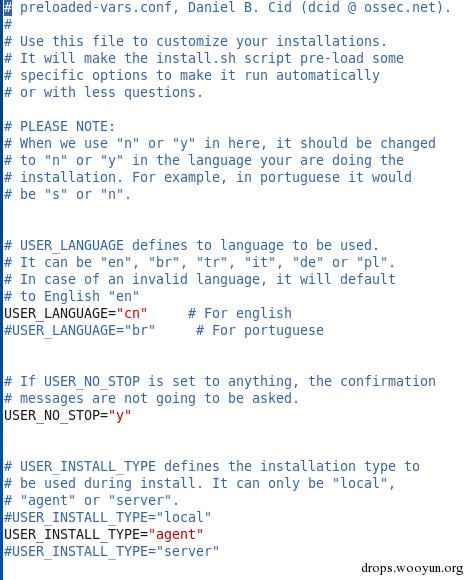 # preloaded-vars.conf, Daniel B. Cid (dcid @ ossec.net).
#
# Use this file to customize your installations.
# It will make the install.sh script pre-load some
# specific options to make it run automatically
# or with less questions.
# PLEASE NOTE:
# When we use "n" or "y" in here, it should be changed
# to "n" or "y" in the language your are doing the
# installation. For example, in portuguese it would
# be "s" or "n".
# USER_LANGUAGE defines to language to be used.
# It can be "en", "br", "tr", "it", "de" or "pl".
# In case of an invalid language, it will default
# to English "en"
USER_LANGUAGE="cn"     # For english
#USER_LANGUAGE="br"     # For portuguese
# If USER_NO_STOP is set to anything, the confirmation
# messages are not going to be asked.
USER_NO_STOP="y"
# USER_INSTALL_TYPE defines the installation type to
# be used during install. It can only be "local",
# "agent" or "server".
#USER_INSTALL_TYPE="local"
USER_INSTALL_TYPE="agent"
#USER_INSTALL_TYPE="server"
drops.wooyun.org